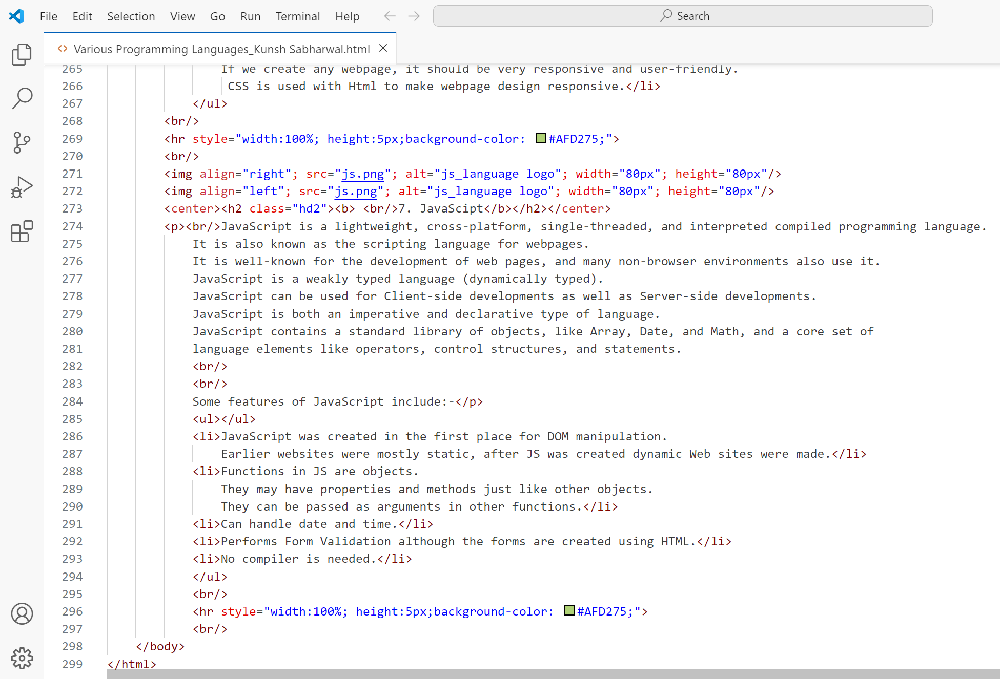 File Edit Selection View Go Run Terminal Help Search
Various Programming Languages_Kunsh Sabharwal.html
265 If we create any webpage, it should be very responsive and user-friendly.
266 CSS is used with Html to make webpage design responsive.</li>
267 </ul>
268 <br/>
269 <hr style="width:100%; height:5px;background-color: #AFD275;">
270 <br/>
271 <img align="right"; src="js.png"; alt="js_language logo"; width="80px"; height="80px"/>
272 <img align="left"; src="js.png"; alt="js_language logo"; width="80px"; height="80px"/>
273 <center><h2 class="hd2"><b> <br/>7. JavaScipt</b></h2></center>
274 <p><br/>JavaScript is a lightweight, cross-platform, single-threaded, and interpreted compiled programming language.
275 It is also known as the scripting language for webpages.
276 It is well-known for the development of web pages, and many non-browser environments also use it.
277 JavaScript is a weakly typed language (dynamically typed).
278 JavaScript can be used for Client-side developments as well as Server-side developments.
279 JavaScript is both an imperative and declarative type of language.
280 JavaScript contains a standard library of objects, like Array, Date, and Math, and a core set of
281 language elements like operators, control structures, and statements.
282 <br/>
283 <br/>
284 Some features of JavaScript include:-</p>
285 <ul></ul>
286 <li>JavaScript was created in the first place for DOM manipulation.
287 Earlier websites were mostly static, after JS was created dynamic Web sites were made.</li>
288 <li>Functions in JS are objects.
289 They may have properties and methods just like other objects.
290 They can be passed as arguments in other functions.</li>
291 <li>Can handle date and time.</li>
292 <li>Performs Form Validation although the forms are created using HTML.</li>
293 <li>No compiler is needed.</li>
294 </ul>
295 <br/>
296 <hr style="width:100%; height:5px;background-color: #AFD275;">
297 <br/>
298 </body>
299 </html>